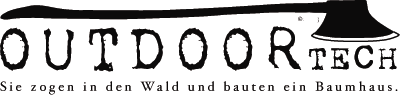 OUTDOOR TECH
©
Sie zogen in den Wald und bauten ein Baumhaus.